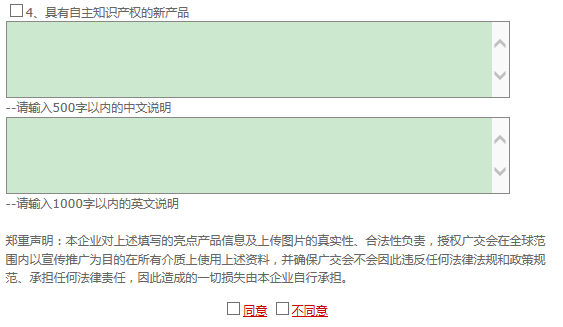 4、具有自主知识产权的新产品
--请输入500字以内的中文说明
--请输入1000字以内的英文说明
郑重声明：本企业对上述填写的亮点产品信息及上传图片的真实性、合法性负责，授权广交会在全球范
围内以宣传推广为目的在所有介质上使用上述资料，并确保广交会不会因此违反任何法律法规和政策规
范、承担任何法律责任，因此造成的一切损失由本企业自行承担。
同意 不同意